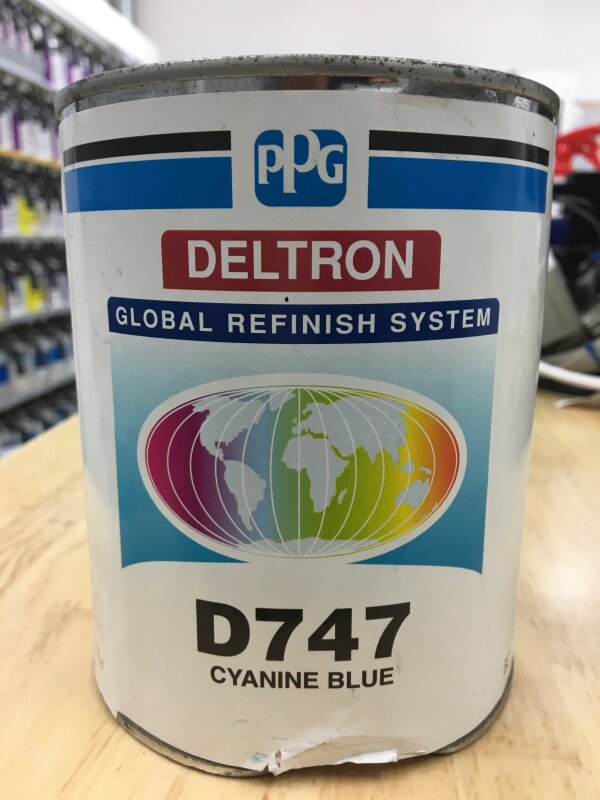 PPG
DELTRON
GLOBAL REFINISH SYSTEM
D747
CYANINE BLUE